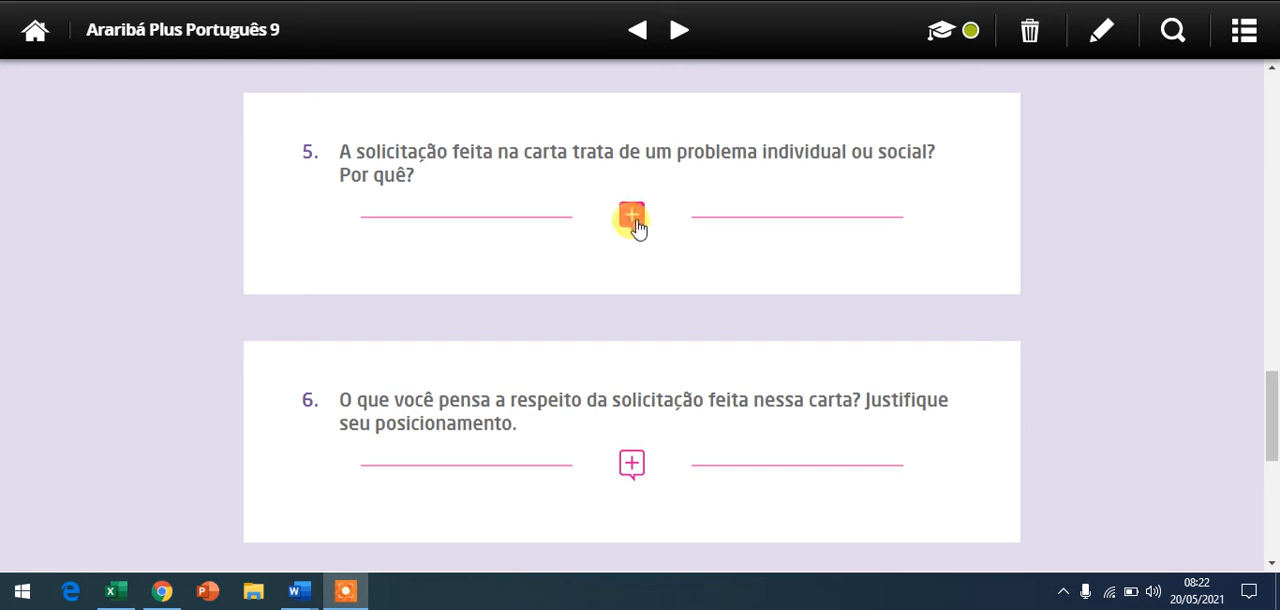 Araribá Plus Português 9
5. A solicitação feita na carta trata de um problema individual ou social?
Por quê?
6. O que você pensa a respeito da solicitação feita nessa carta? Justifique
seu posicionamento.
08:22
20/05/2021